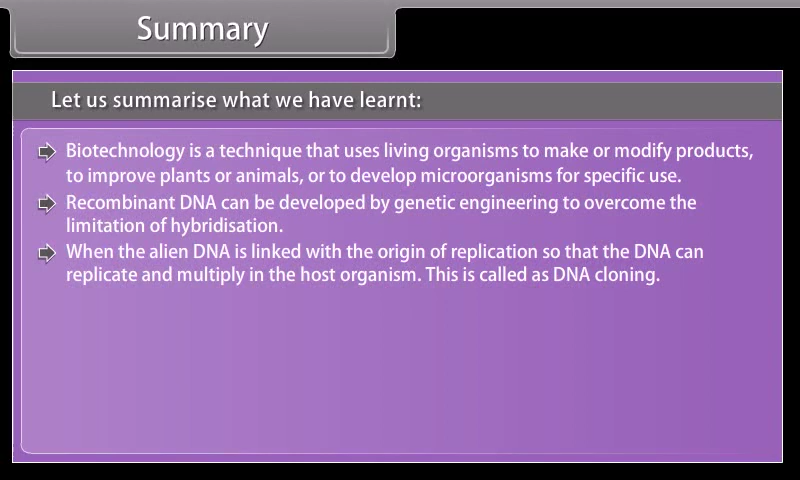 Summary
Let us summarise what we have learnt:
Biotechnology is a technique that uses living organisms to make or modify products,
to improve plants or animals, or to develop microorganisms for specific use.
Recombinant DNA can be developed by genetic engineering to overcome the
limitation of hybridisation.
When the alien DNA is linked with the origin of replication so that the DNA can
replicate and multiply in the host organism. This is called as DNA cloning.